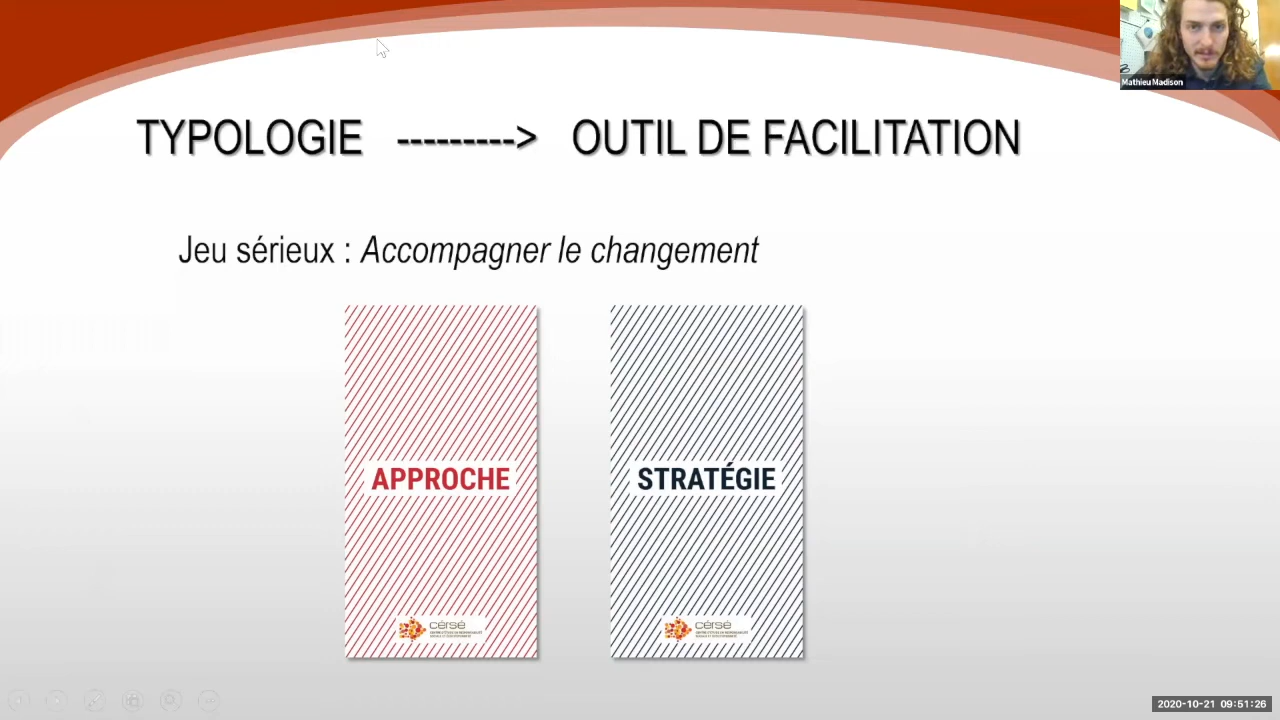 Mathieu Madison
TYPOLOGIE ---------> OUTIL DE FACILITATION
Jeu sérieux : Accompagner le changement
APPROCHE
STRATÉGIE
cérsé
cérsé
2020-10-21 09:51:26